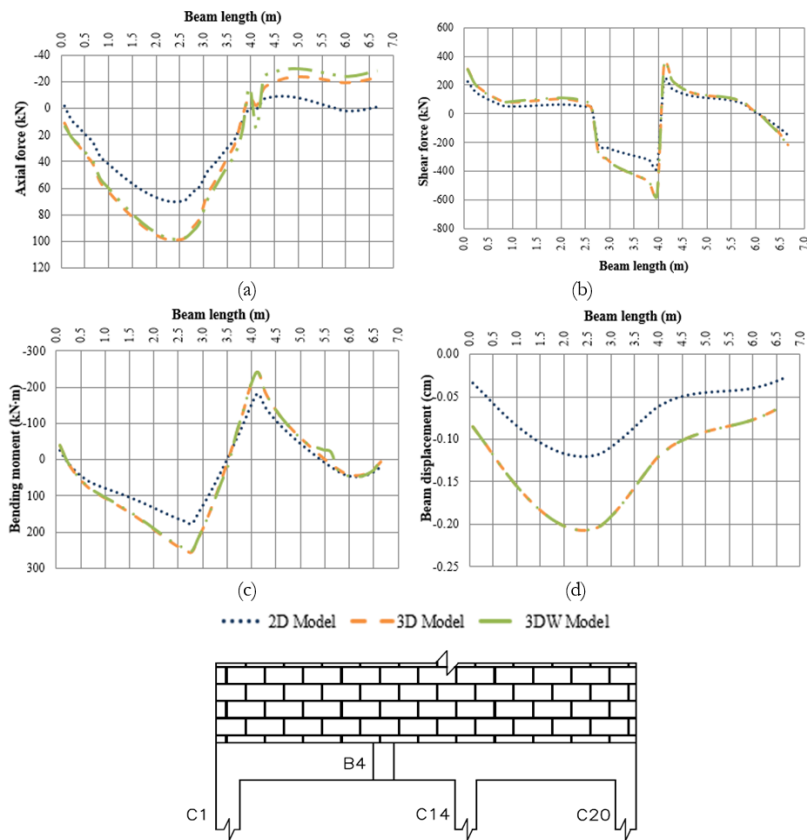 Beam length (m)
0.0 0.5 1.0 1.5 2.0 2.5 3.0 3.5 4.0 4.5 5.0 5.5 6.0 6.5 7.0
Axial force (kN)
-40
-20
0
20
40
60
80
100
120
(a)
Shear force (kN)
600
400
200
0
-200
-400
-600
-800
0.0 0.5 1.0 1.5 2.0 2.5 3.0 3.5 4.0 4.5 5.0 5.5 6.0 6.5 7.0
Beam length (m)
(b)
Beam length (m)
0.0 0.5 1.0 1.5 2.0 2.5 3.0 3.5 4.0 4.5 5.0 5.5 6.0 6.5 7.0
Bending moment (kN·m)
-300
-200
-100
0
100
200
300
(c)
Beam length (m)
0.0 0.5 1.0 1.5 2.0 2.5 3.0 3.5 4.0 4.5 5.0 5.5 6.0 6.5 7.0
Beam displacement (cm)
0.00
-0.05
-0.10
-0.15
-0.20
-0.25
(d)
2D Model 3D Model 3DW Model
B4
C1 C14 C20